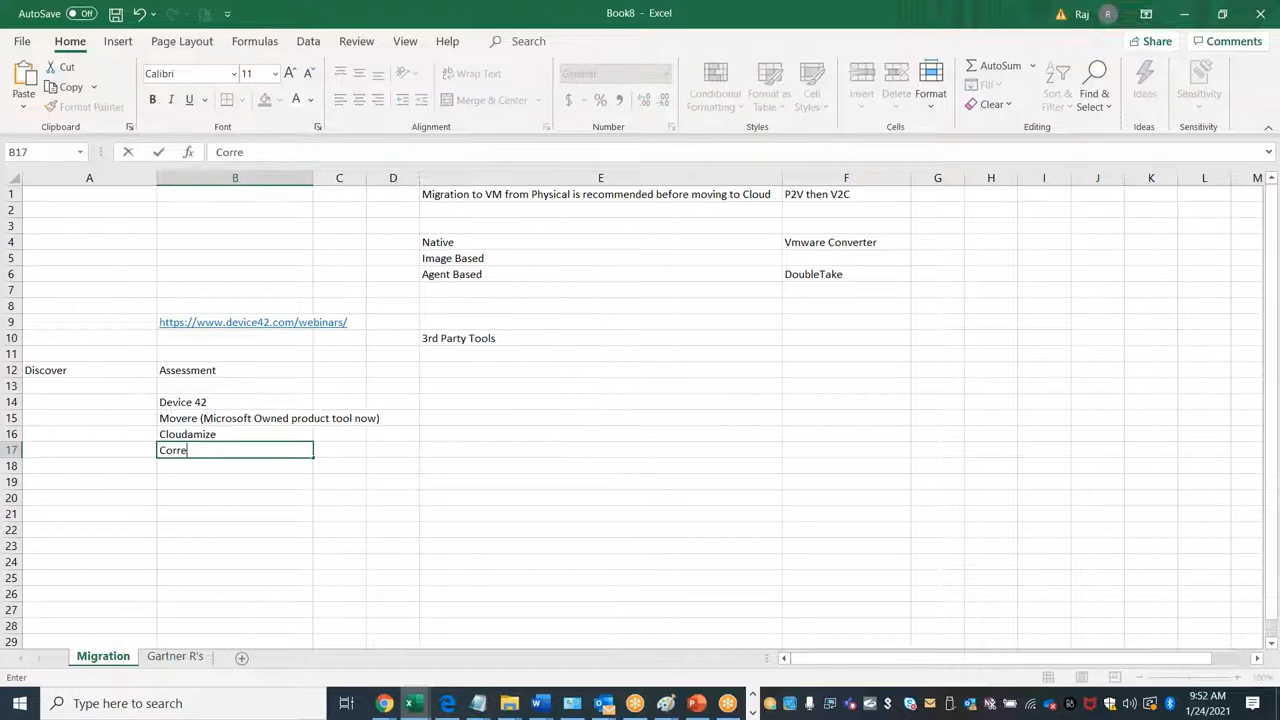 AutoSave Off
Book8 - Excel
Raj R
File Home Insert Page Layout Formulas Data Review View Help Search Share Comments
Paste
Cut
Copy
Format Painter
Clipboard
Calibri 11
B I U
Font
Wrap Text
Merge & Center
Alignment
General
$ % ,
Number
Conditional Formatting
Format as Table
Cell Styles
Styles
Insert
Delete
Format
Cells
AutoSum
Fill
Clear
Sort & Filter
Find & Select
Editing
Ideas
Ideas
Sensitivity
Sensitivity
B17 fx Corre
A B C D E F G H I J K L M
1 Migration to VM from Physical is recommended before moving to Cloud P2V then V2C
2
3
4 Native Vmware Converter
5 Image Based
6 Agent Based DoubleTake
7
8
9 https://www.device42.com/webinars/
10 3rd Party Tools
11
12 Discover Assessment
13
14 Device 42
15 Movere (Microsoft Owned product tool now)
16 Cloudamize
17 Corre
18
19
20
21
22
23
24
25
26
27
28
29
Migration Gartner R's
Enter 100%
Type here to search
9:52 AM
1/24/2021